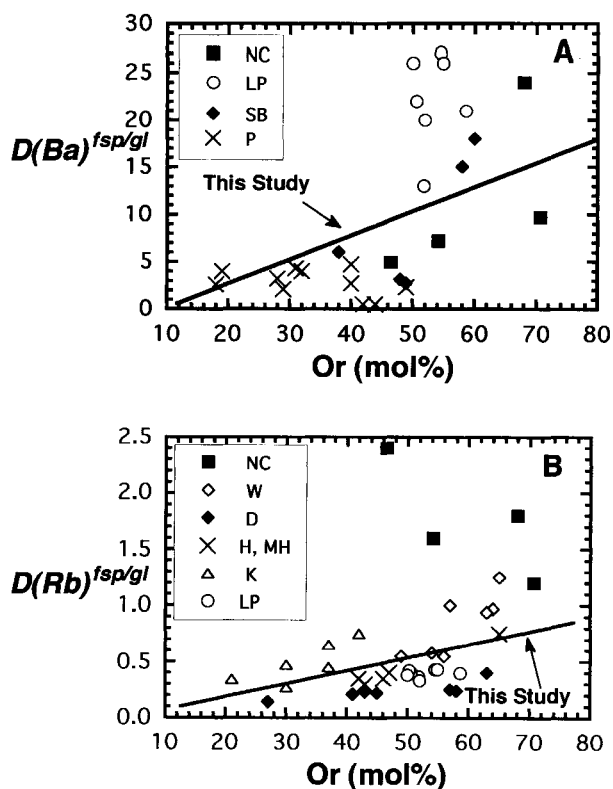 A
30
25
20
15
10
5
0
D(Ba)^fsp/gl
NC
LP
SB
P
This Study
10 20 30 40 50 60 70 80
Or (mol%)
B
2.5
2.0
1.5
1.0
0.5
0.0
D(Rb)^fsp/gl
NC
W
D
H, MH
K
LP
This Study
10 20 30 40 50 60 70 80
Or (mol%)